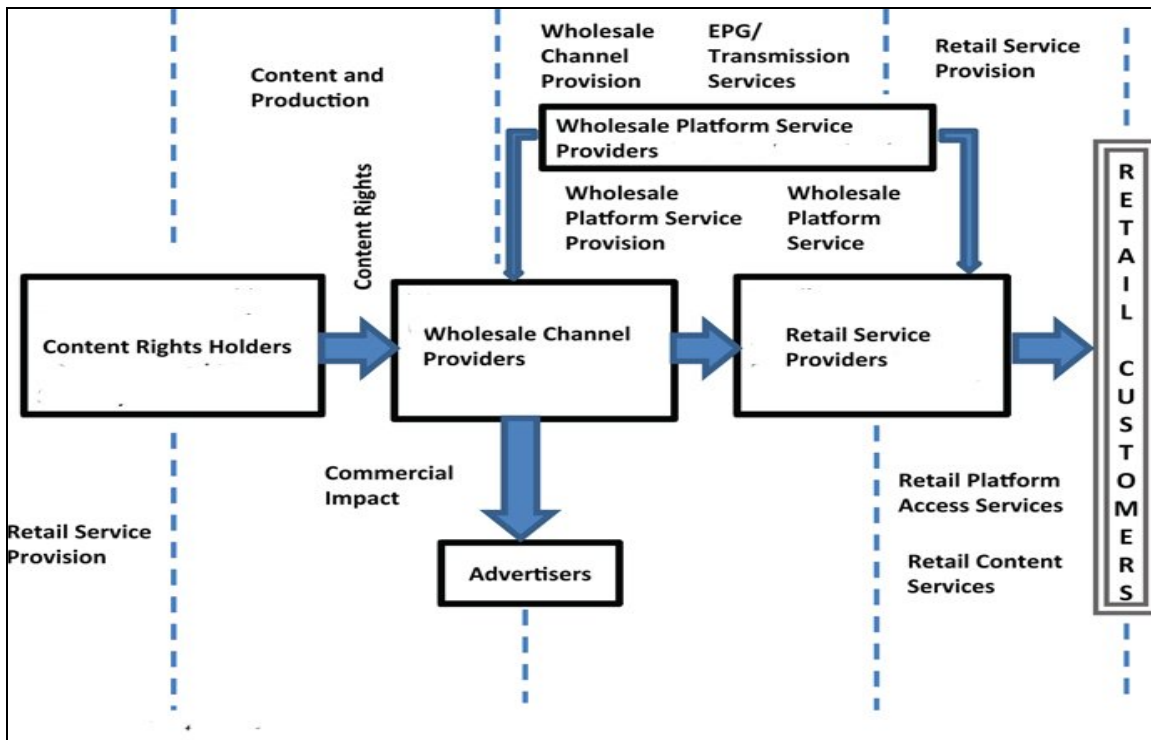 Wholesale
Channel
Provision
EPG/
Transmission
Services
Retail Service
Provision
Content and
Production
Wholesale Platform Service
Providers
Content Rights
Wholesale
Platform Service
Provision
Wholesale
Platform
Service
Content Rights Holders
Wholesale Channel
Providers
Retail Service
Providers
RETAIL CUSTOMERS
Commercial
Impact
Retail Platform
Access Services
Retail Service
Provision
Retail Content
Services
Advertisers